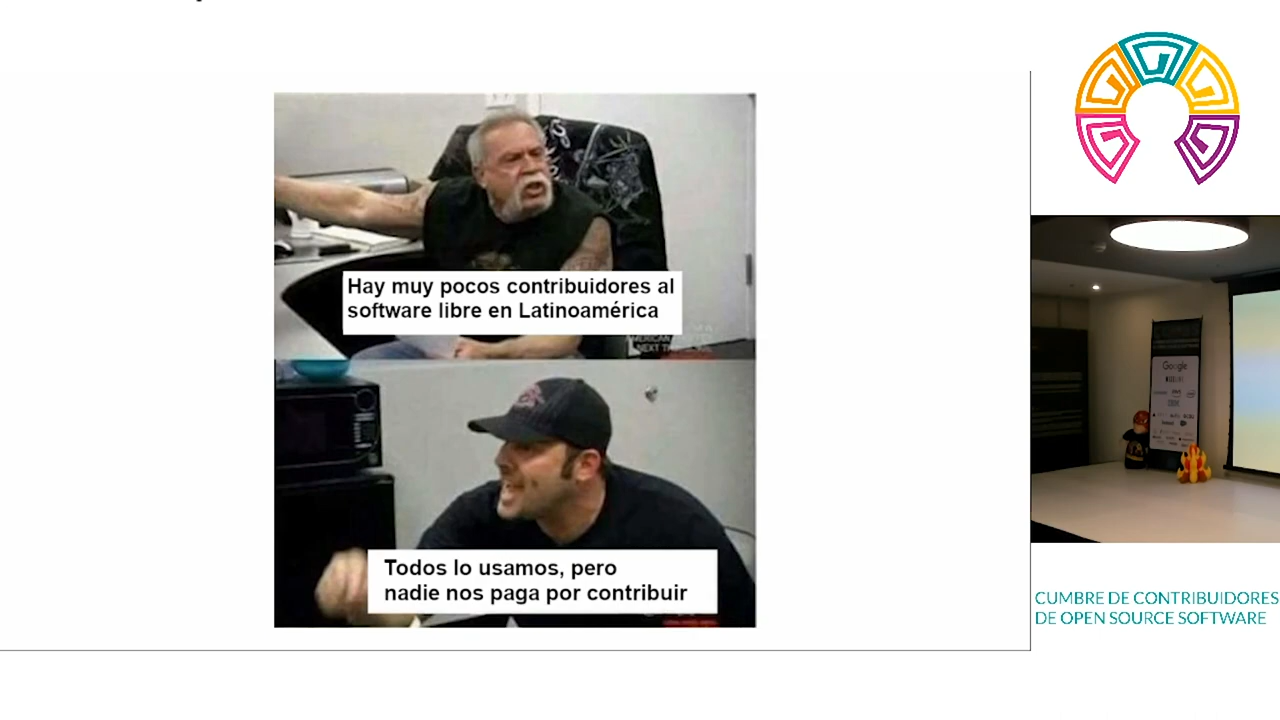 Hay muy pocos contribuidores al
software libre en Latinoamérica
Todos lo usamos, pero
nadie nos paga por contribuir
Google
CUMBRE DE CONTRIBUIDORES
DE OPEN SOURCE SOFTWARE